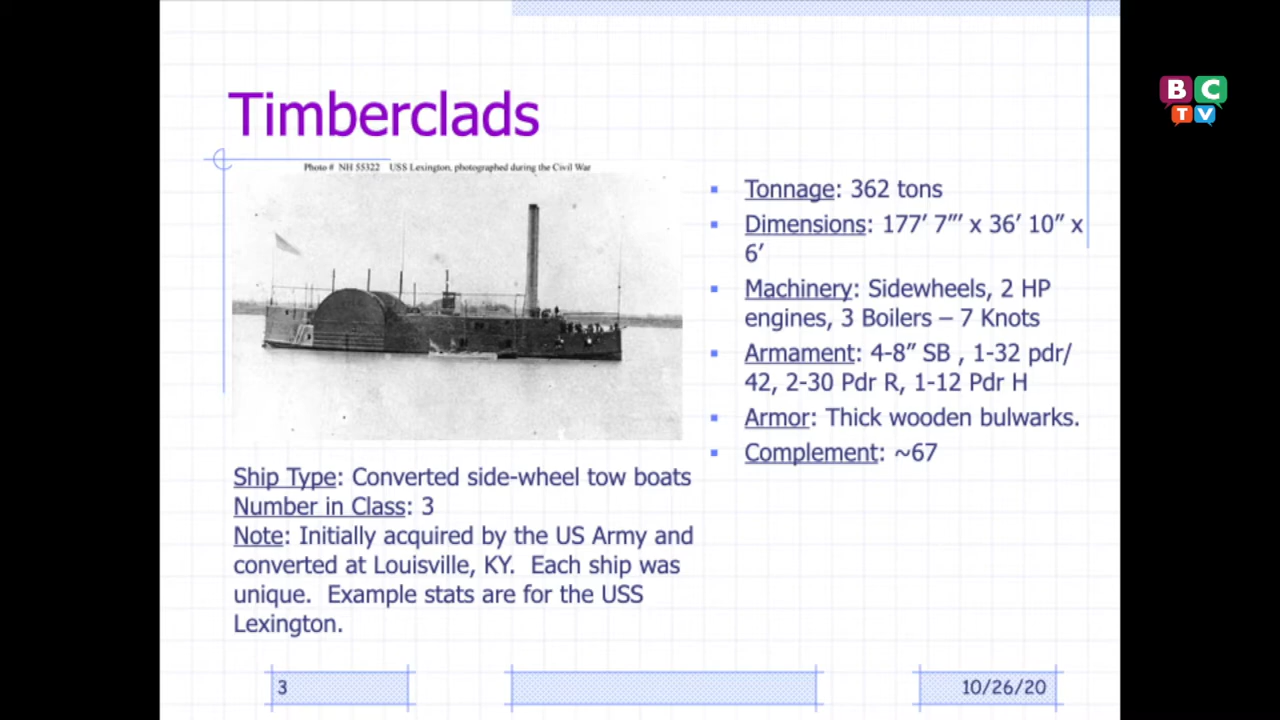 Timberclads
Photo # NH 55322 USS Lexington, photographed during the Civil War
Tonnage: 362 tons
Dimensions: 177′ 7″′ x 36′ 10″ x
6′
Machinery: Sidewheels, 2 HP
engines, 3 Boilers – 7 Knots
Armament: 4-8″ SB , 1-32 pdr/
42, 2-30 Pdr R, 1-12 Pdr H
Armor: Thick wooden bulwarks.
Complement: ~67
Ship Type: Converted side-wheel tow boats
Number in Class: 3
Note: Initially acquired by the US Army and
converted at Louisville, KY.  Each ship was
unique.  Example stats are for the USS
Lexington.
3
10/26/20
BC
TV